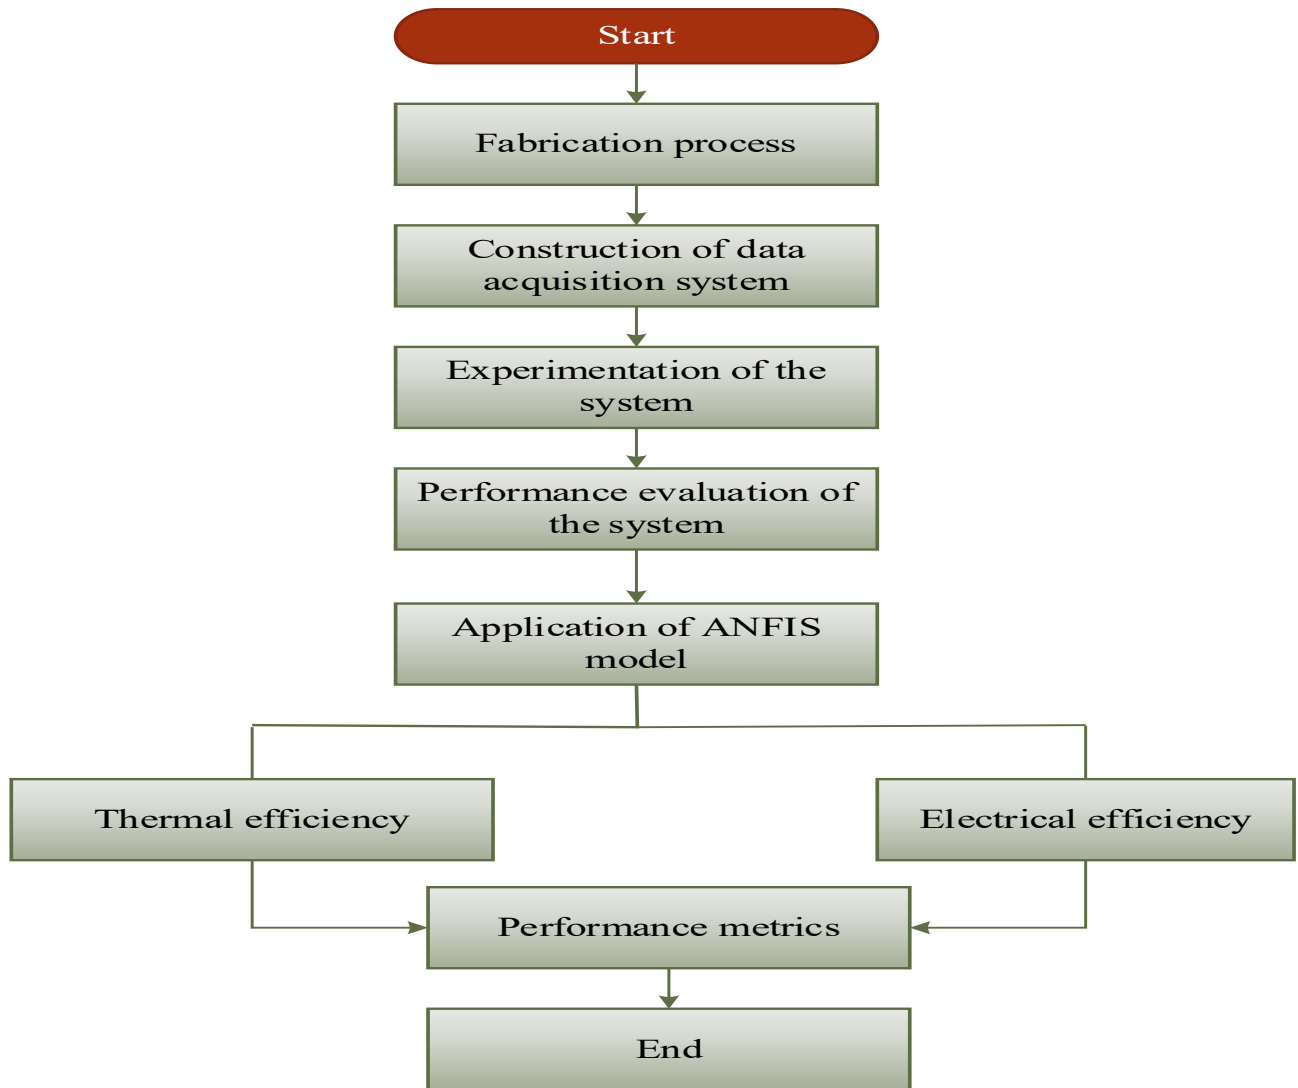 Start
Fabrication process
Construction of data
acquisition system
Experimentation of the
system
Performance evaluation of
the system
Application of ANFIS
model
Thermal efficiency
Electrical efficiency
Performance metrics
End